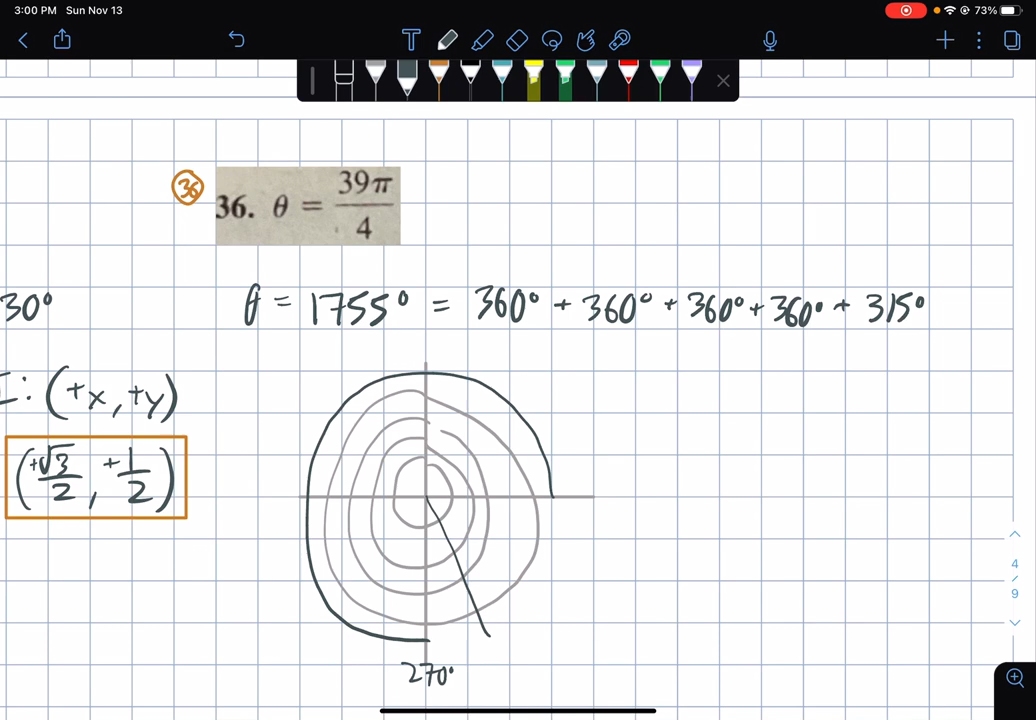 3:00 PM Sun Nov 13
73%
T
36
36. θ = 39π/4
30°
θ = 1755° = 360° + 360° + 360° + 360° + 315°
I: (+x, +y)
(+√3/2, +1/2)
270°
4/9